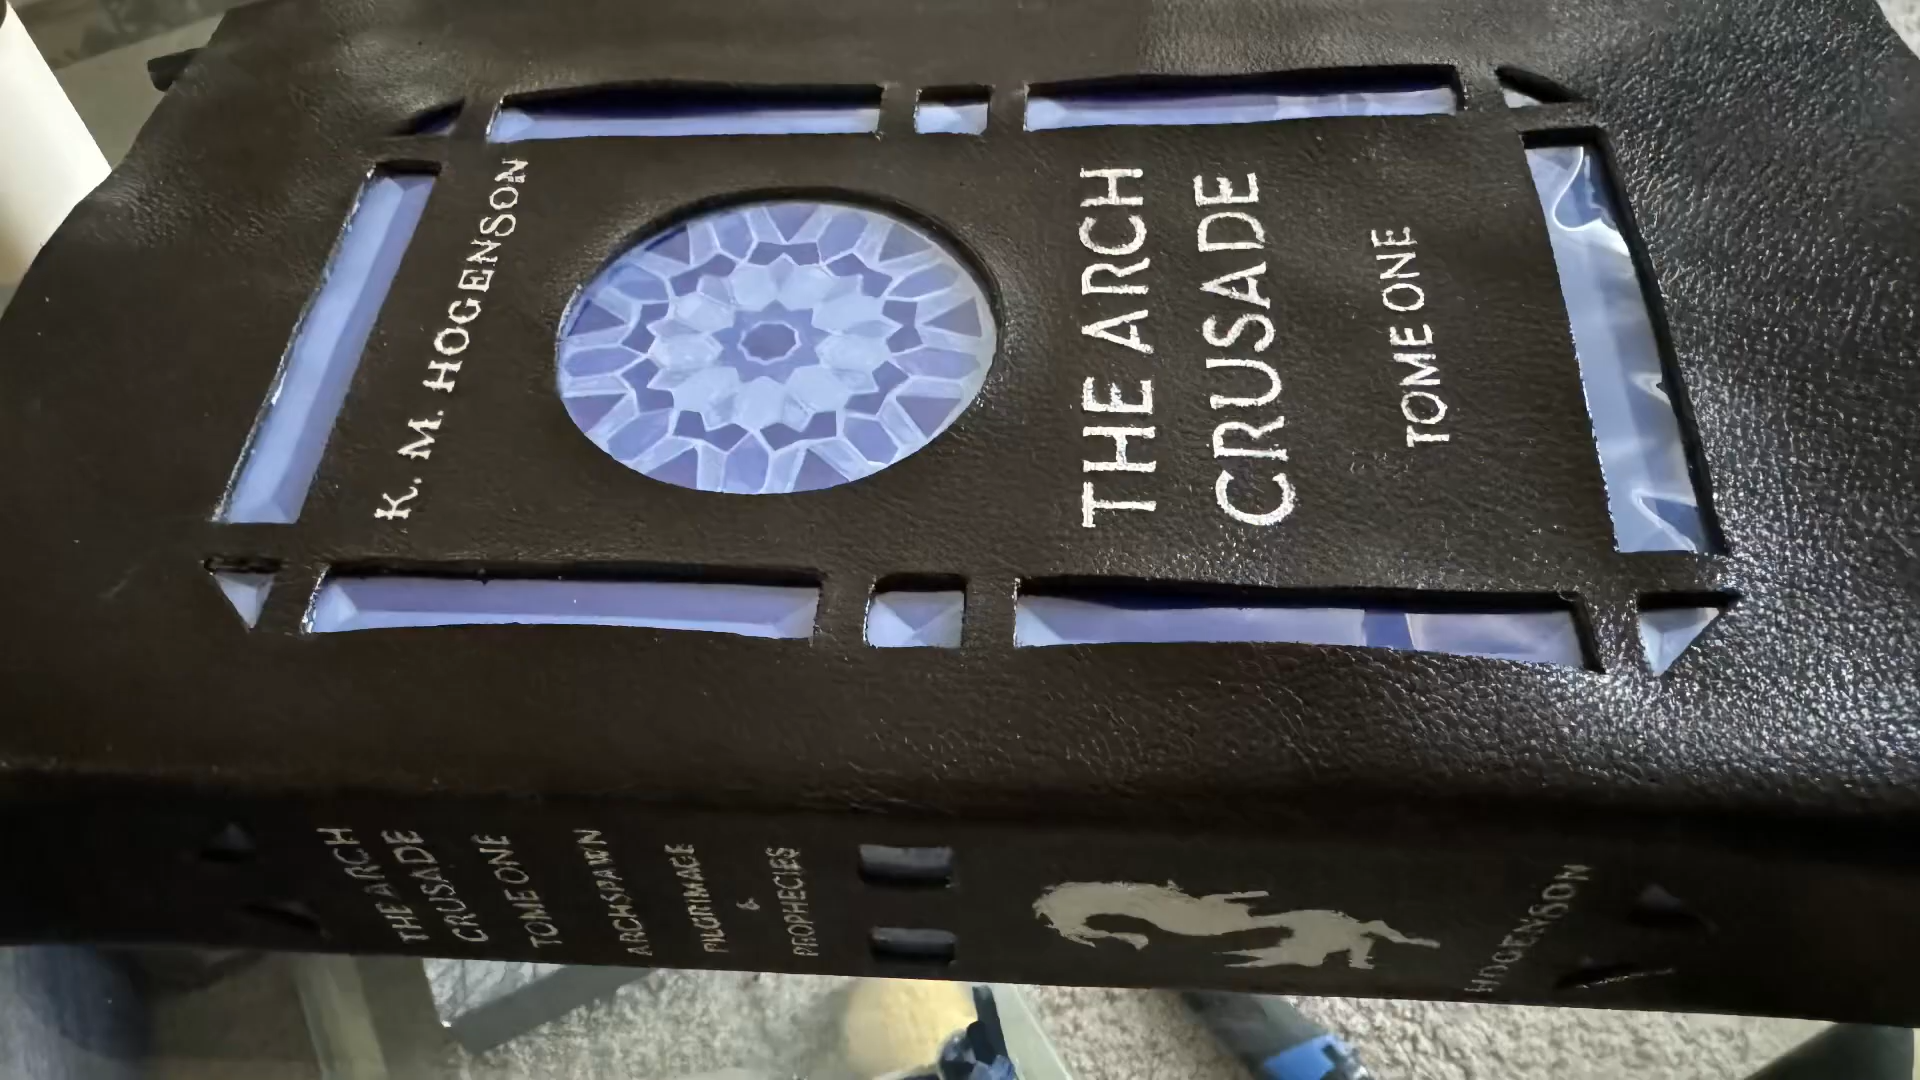 K. M. HOGENSON
THE ARCH
CRUSADE
TOME ONE
THE ARCH
CRUSADE
TOME ONE
ARCHSPAWN
PILGRIMAGE
&
PROPHECIES
HOGENSON